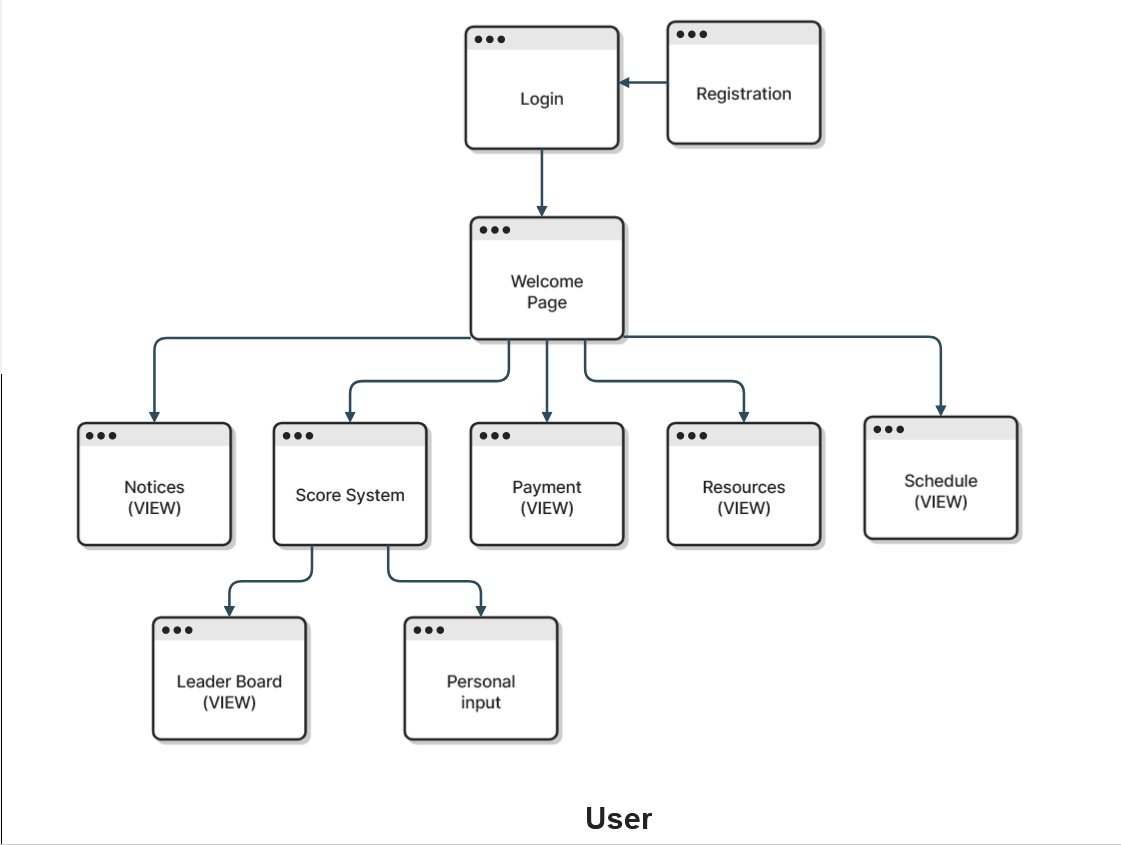 Login
Registration
Welcome
Page
Notices
(VIEW)
Score System
Payment
(VIEW)
Resources
(VIEW)
Schedule
(VIEW)
Leader Board
(VIEW)
Personal
input
User